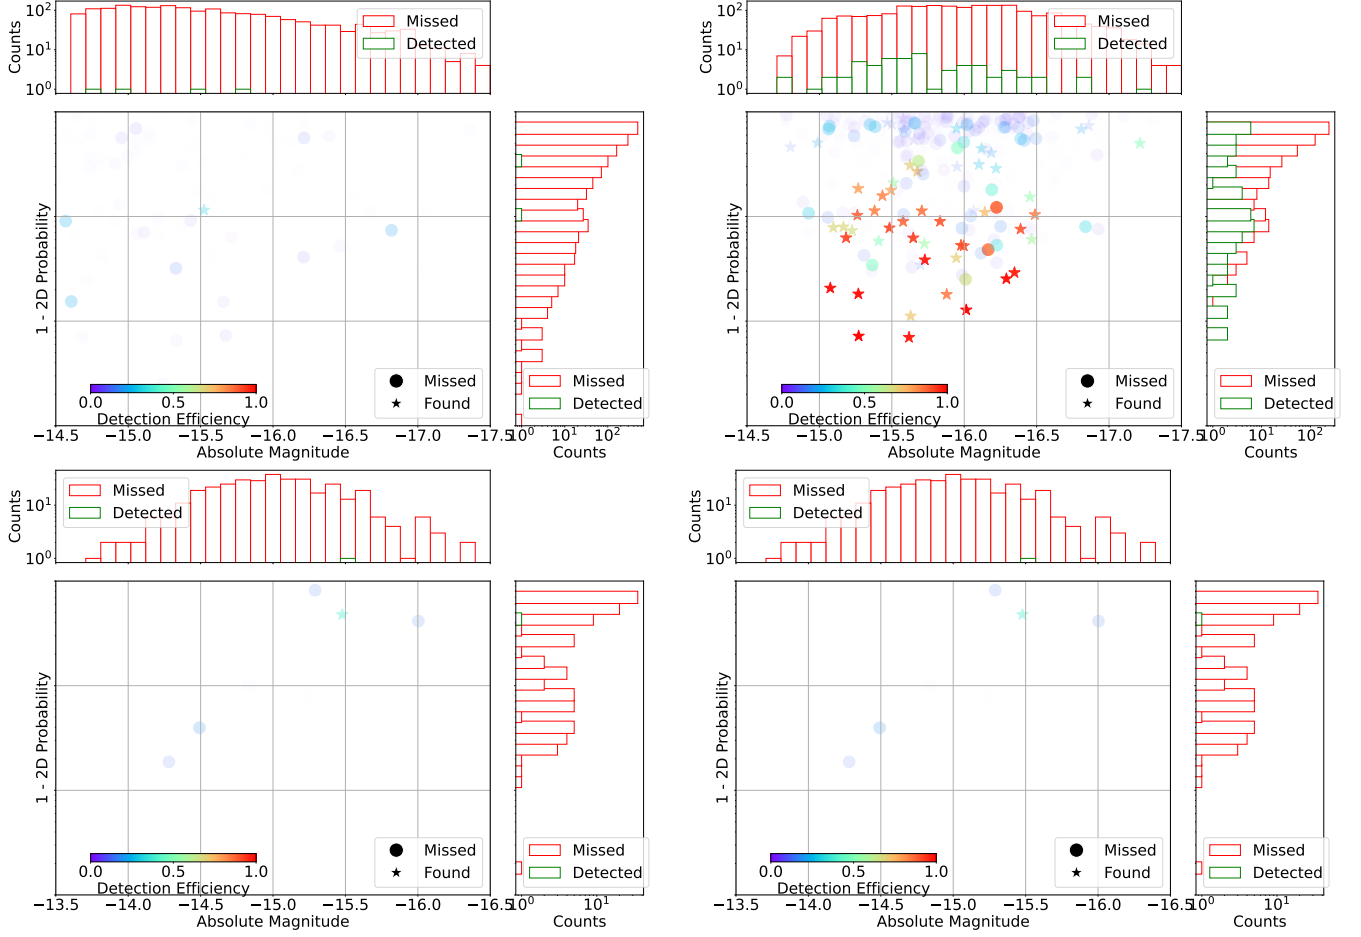 10² 10¹ 10⁰
Counts
Missed
Detected
1 - 2D Probability
Missed
Found
0.0 0.5 1.0
Detection Efficiency
−14.5 −15.0 −15.5 −16.0 −16.5 −17.0 −17.5
Absolute Magnitude
Missed
Detected
10⁰ 10¹ 10²
Counts
10² 10¹ 10⁰
Counts
Missed
Detected
1 - 2D Probability
Missed
Found
0.0 0.5 1.0
Detection Efficiency
−14.5 −15.0 −15.5 −16.0 −16.5 −17.0 −17.5
Absolute Magnitude
Missed
Detected
10⁰ 10¹ 10²
Counts
10¹ 10⁰
Counts
Missed
Detected
1 - 2D Probability
Missed
Found
0.0 0.5 1.0
Detection Efficiency
−13.5 −14.0 −14.5 −15.0 −15.5 −16.0 −16.5
Absolute Magnitude
Missed
Detected
10⁰ 10¹
Counts
10¹ 10⁰
Counts
Missed
Detected
1 - 2D Probability
Missed
Found
0.0 0.5 1.0
Detection Efficiency
−13.5 −14.0 −14.5 −15.0 −15.5 −16.0 −16.5
Absolute Magnitude
Missed
Detected
10⁰ 10¹
Counts